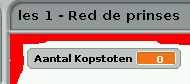 les 1 - Red de prinses
Aantal Kopstoten 0